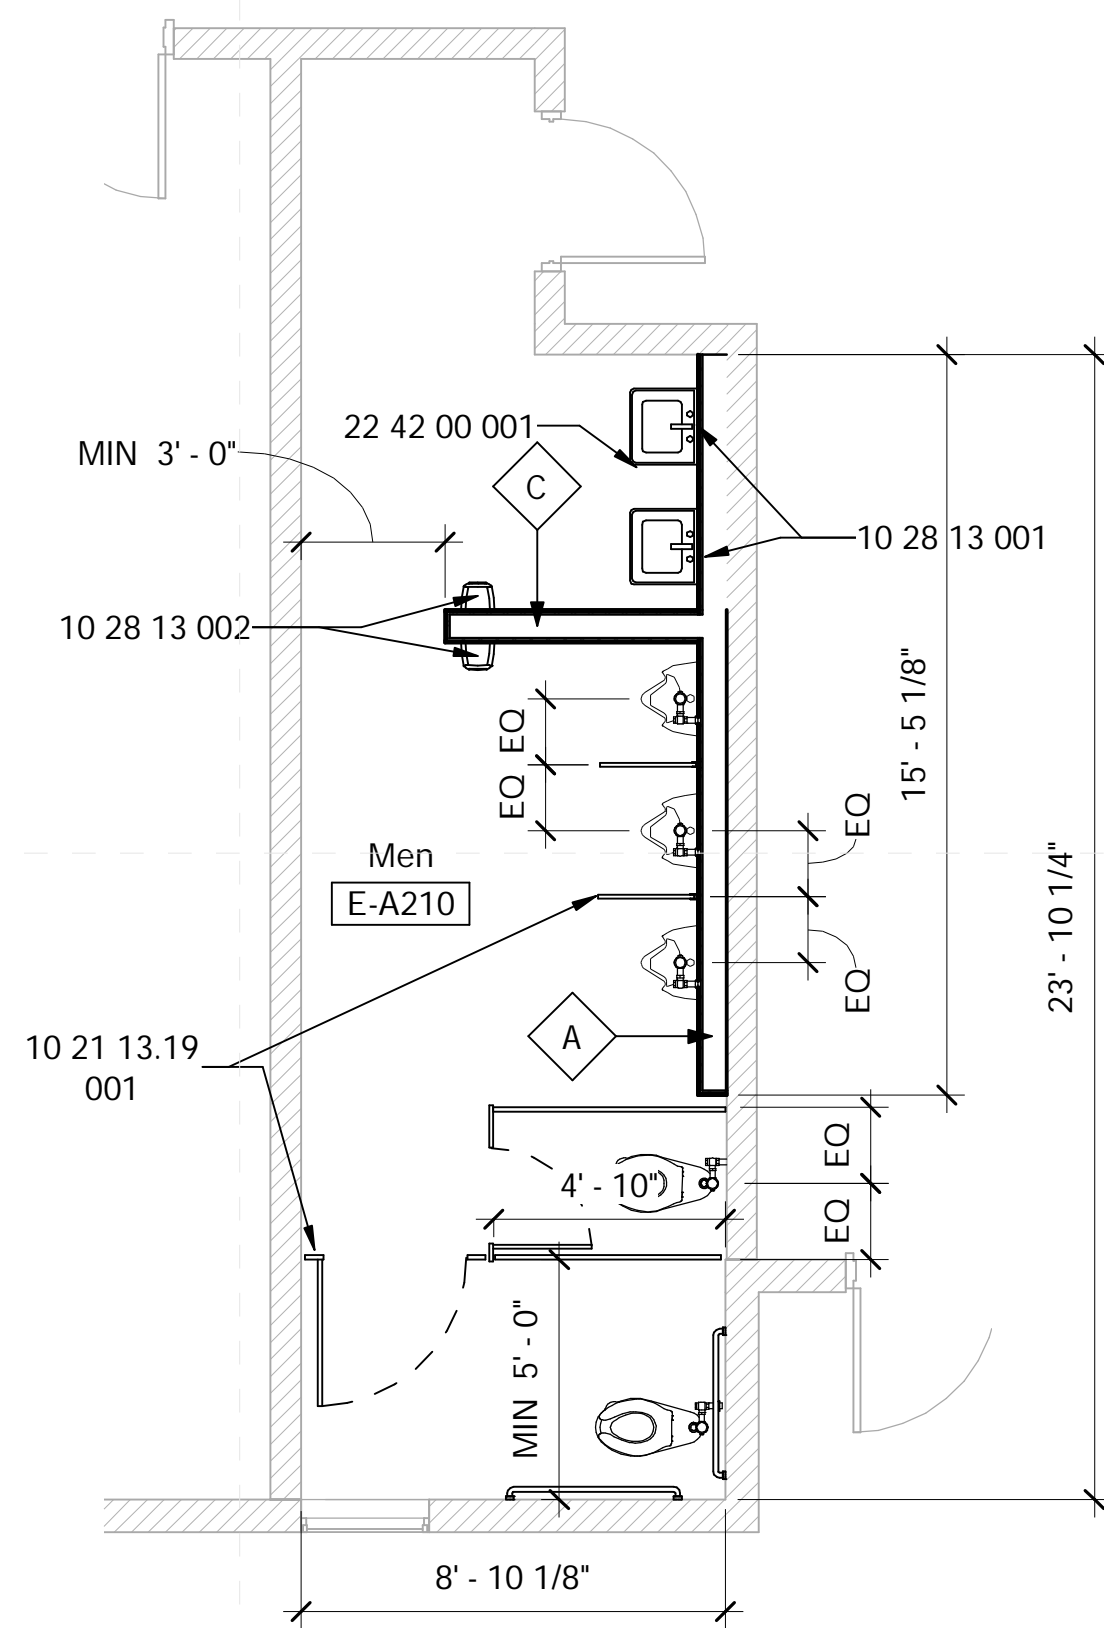 22 42 00 001
MIN 3' - 0"
C
10 28 13 001
10 28 13 002
15' - 5 1/8"
EQ
EQ
EQ
Men
E-A210
23' - 10 1/4"
EQ
A
10 21 13.19
001
EQ
4' - 10"
EQ
MIN 5' - 0"
8' - 10 1/8"